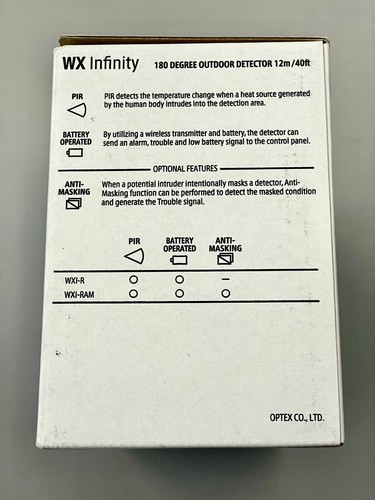 WX Infinity 180 DEGREE OUTDOOR DETECTOR 12m/40ft
PIR PIR detects the temperature change when a heat source generated
by the human body intrudes into the detection area.
BATTERY OPERATED By utilizing a wireless transmitter and battery, the detector can
send an alarm, trouble and low battery signal to the control panel.
OPTIONAL FEATURES
ANTI-MASKING When a potential intruder intentionally masks a detector, Anti-
Masking function can be performed to detect the masked condition
and generate the Trouble signal.
PIR BATTERY OPERATED ANTI-MASKING
WXI-R ○ ○ –
WXI-RAM ○ ○ ○
OPTEX CO., LTD.